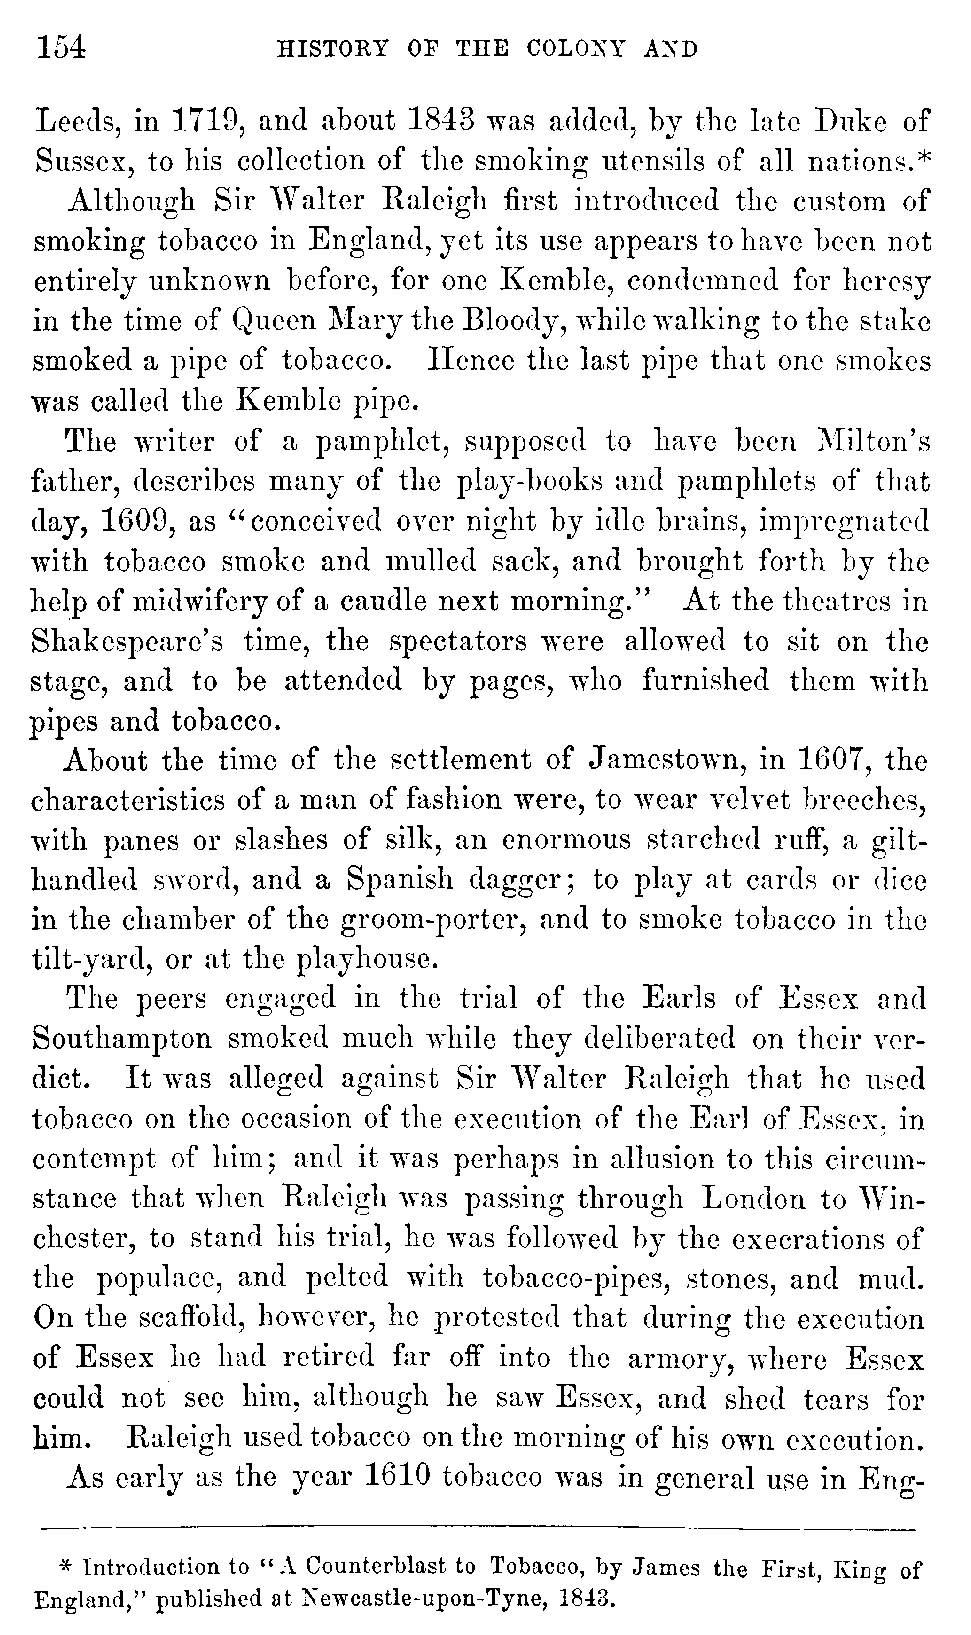 154 HISTORY OF THE COLONY AND
Leeds, in 1719, and about 1843 was added, by the late Duke of
Sussex, to his collection of the smoking utensils of all nations.*
Although Sir Walter Raleigh first introduced the custom of
smoking tobacco in England, yet its use appears to have been not
entirely unknown before, for one Kemble, condemned for heresy
in the time of Queen Mary the Bloody, while walking to the stake
smoked a pipe of tobacco. Hence the last pipe that one smokes
was called the Kemble pipe.
The writer of a pamphlet, supposed to have been Milton's
father, describes many of the play-books and pamphlets of that
day, 1609, as "conceived over night by idle brains, impregnated
with tobacco smoke and mulled sack, and brought forth by the
help of midwifery of a caudle next morning." At the theatres in
Shakespeare's time, the spectators were allowed to sit on the
stage, and to be attended by pages, who furnished them with
pipes and tobacco.
About the time of the settlement of Jamestown, in 1607, the
characteristics of a man of fashion were, to wear velvet breeches,
with panes or slashes of silk, an enormous starched ruff, a gilt-
handled sword, and a Spanish dagger; to play at cards or dice
in the chamber of the groom-porter, and to smoke tobacco in the
tilt-yard, or at the playhouse.
The peers engaged in the trial of the Earls of Essex and
Southampton smoked much while they deliberated on their ver-
dict. It was alleged against Sir Walter Raleigh that he used
tobacco on the occasion of the execution of the Earl of Essex, in
contempt of him; and it was perhaps in allusion to this circum-
stance that when Raleigh was passing through London to Win-
chester, to stand his trial, he was followed by the execrations of
the populace, and pelted with tobacco-pipes, stones, and mud.
On the scaffold, however, he protested that during the execution
of Essex he had retired far off into the armory, where Essex
could not see him, although he saw Essex, and shed tears for
him. Raleigh used tobacco on the morning of his own execution.
As early as the year 1610 tobacco was in general use in Eng-
* Introduction to "A Counterblast to Tobacco, by James the First, King of
England," published at Newcastle-upon-Tyne, 1843.